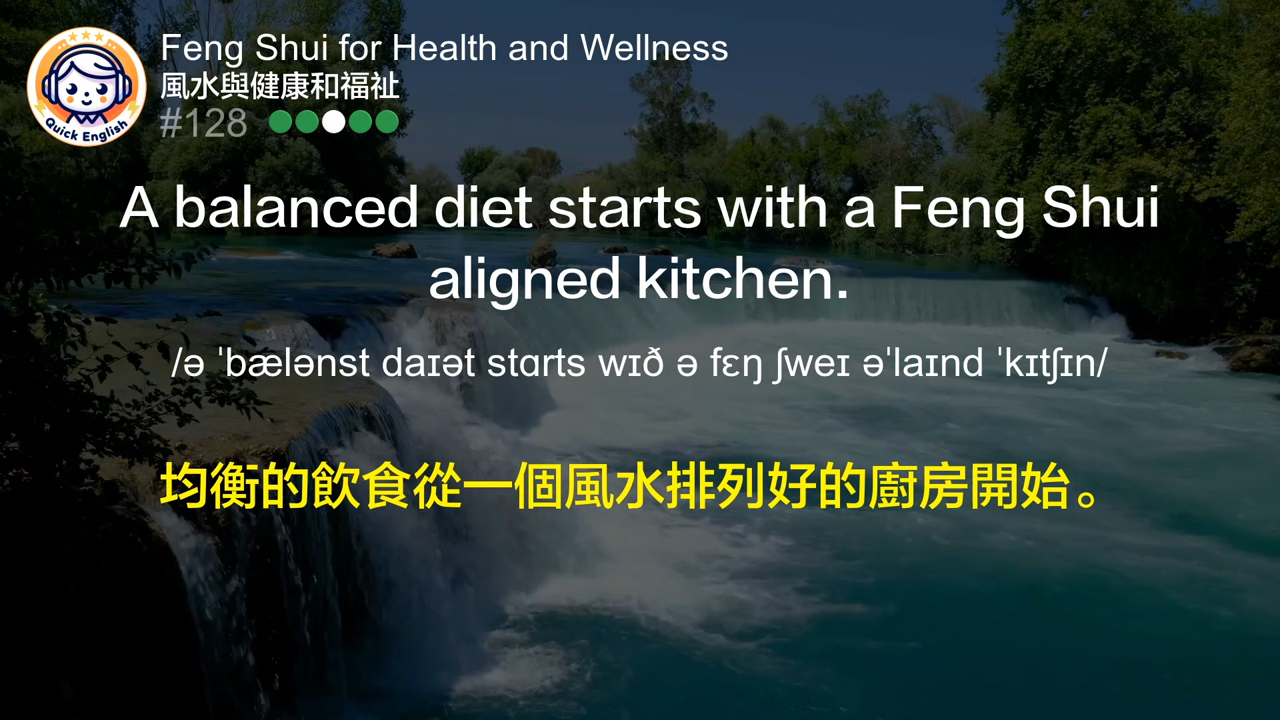 Feng Shui for Health and Wellness
風水與健康和福祉
#128
Quick English
A balanced diet starts with a Feng Shui
aligned kitchen.
/ə ˈbælənst daɪət stɑrts wɪð ə fɛŋ ʃweɪ əˈlaɪnd ˈkɪtʃɪn/
均衡的飲食從一個風水排列好的廚房開始。